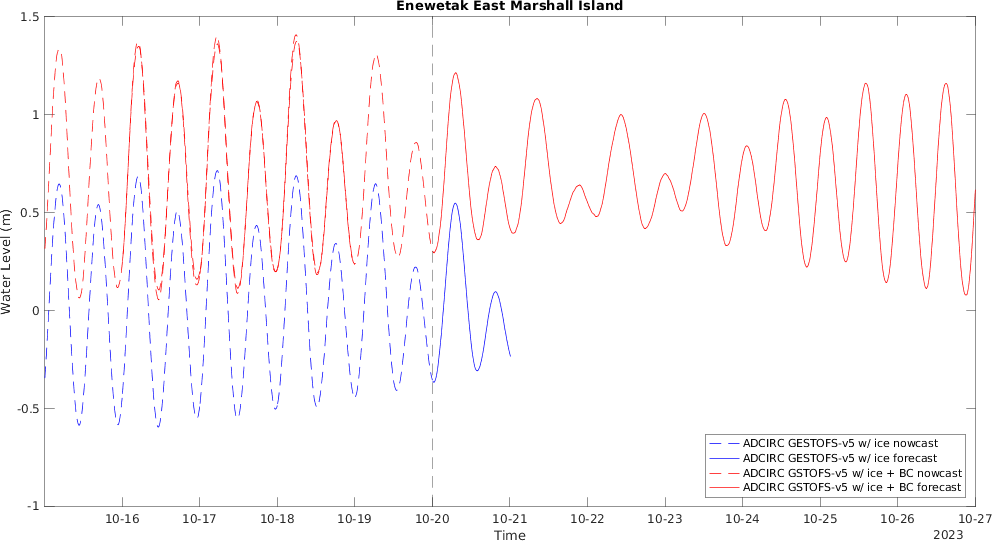 Enewetak East Marshall Island
1.5
1
0.5
0
-0.5
-1
Water Level (m)
ADCIRC GESTOFS-v5 w/ ice nowcast
ADCIRC GESTOFS-v5 w/ ice forecast
ADCIRC GSTOFS-v5 w/ ice + BC nowcast
ADCIRC GSTOFS-v5 w/ ice + BC forecast
10-16 10-17 10-18 10-19 10-20 10-21 10-22 10-23 10-24 10-25 10-26 10-27
Time
2023